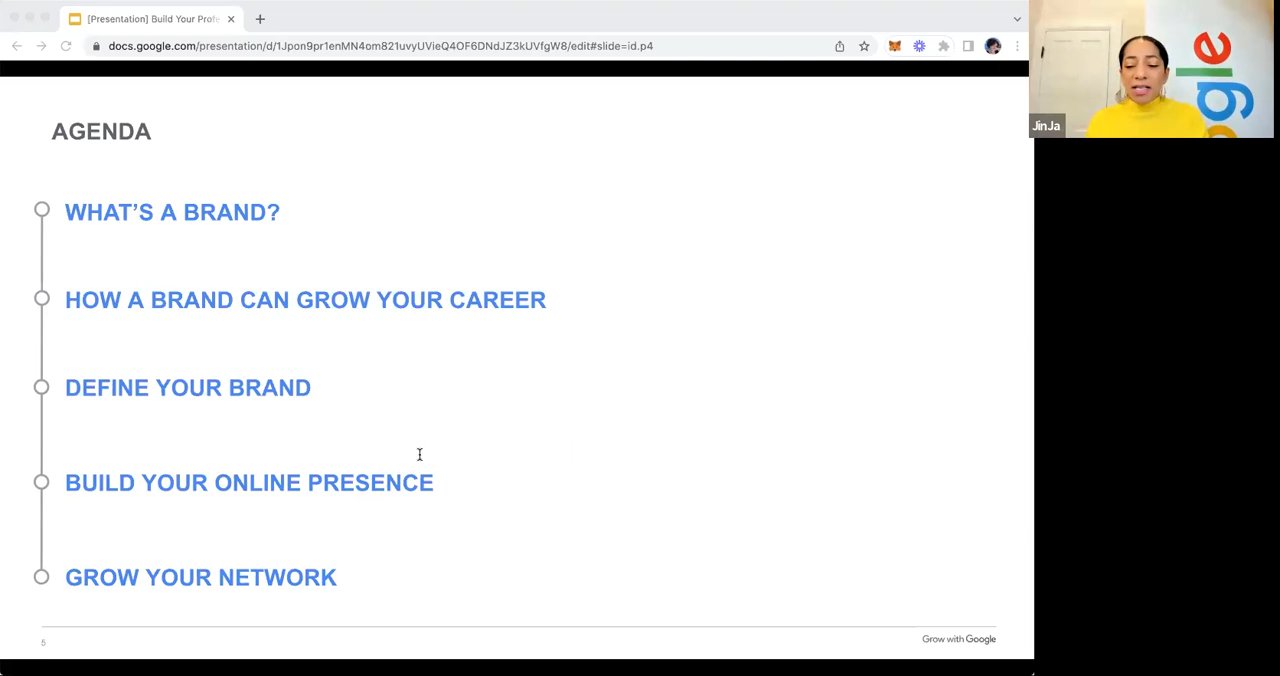 [Presentation] Build Your Profe
docs.google.com/presentation/d/1Jpon9pr1enMN4om821uvyUVieQ4OF6DNdJZ3kUVfgW8/edit#slide=id.p4
JinJa
ogle
AGENDA
WHAT’S A BRAND?
HOW A BRAND CAN GROW YOUR CAREER
DEFINE YOUR BRAND
BUILD YOUR ONLINE PRESENCE
GROW YOUR NETWORK
5
Grow with Google